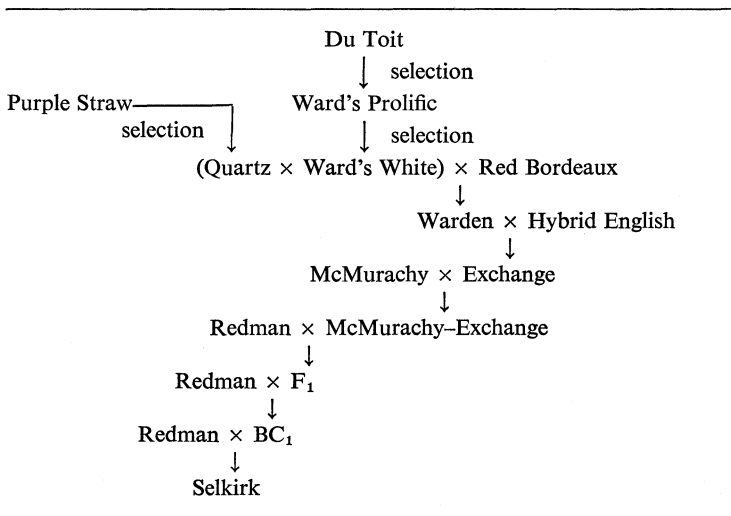 Du Toit
selection
Purple Straw Ward's Prolific
selection selection
(Quartz × Ward's White) × Red Bordeaux
Warden × Hybrid English
McMurachy × Exchange
Redman × McMurachy–Exchange
Redman × F₁
Redman × BC₁
Selkirk